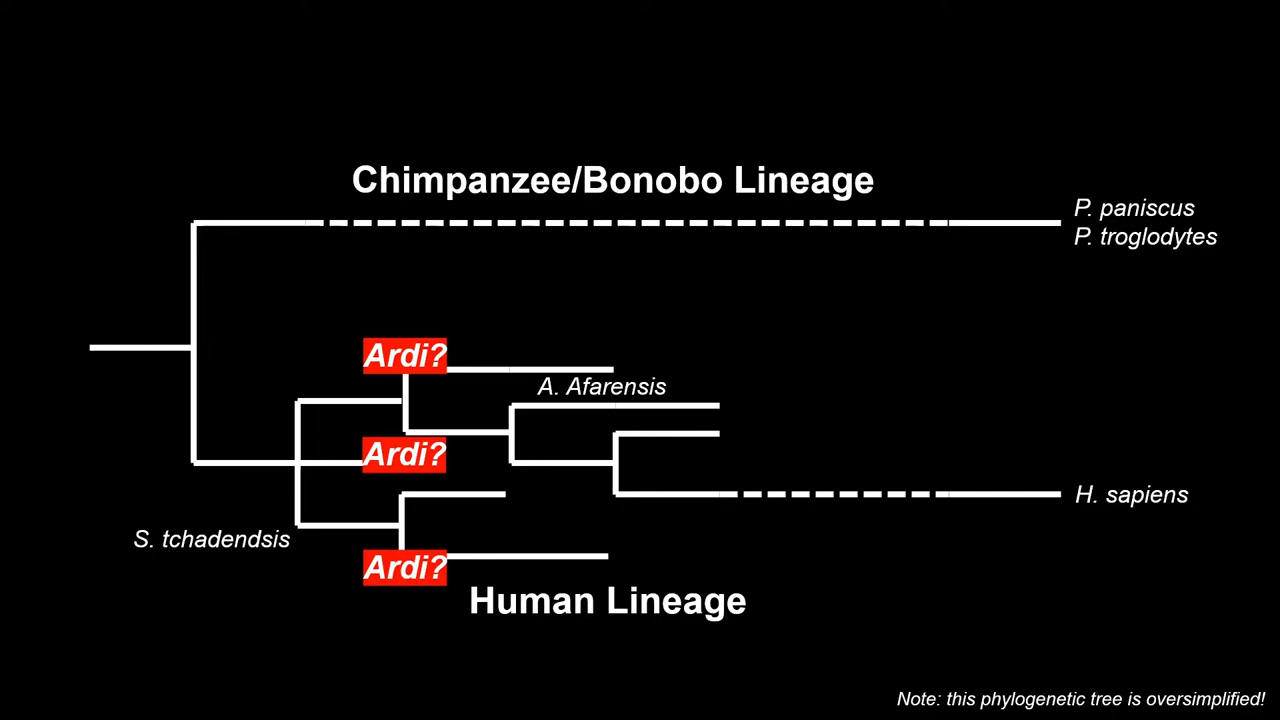 Chimpanzee/Bonobo Lineage
P. paniscus
P. troglodytes
Ardi?
A. Afarensis
Ardi?
H. sapiens
S. tchadendsis
Ardi?
Human Lineage
Note: this phylogenetic tree is oversimplified!